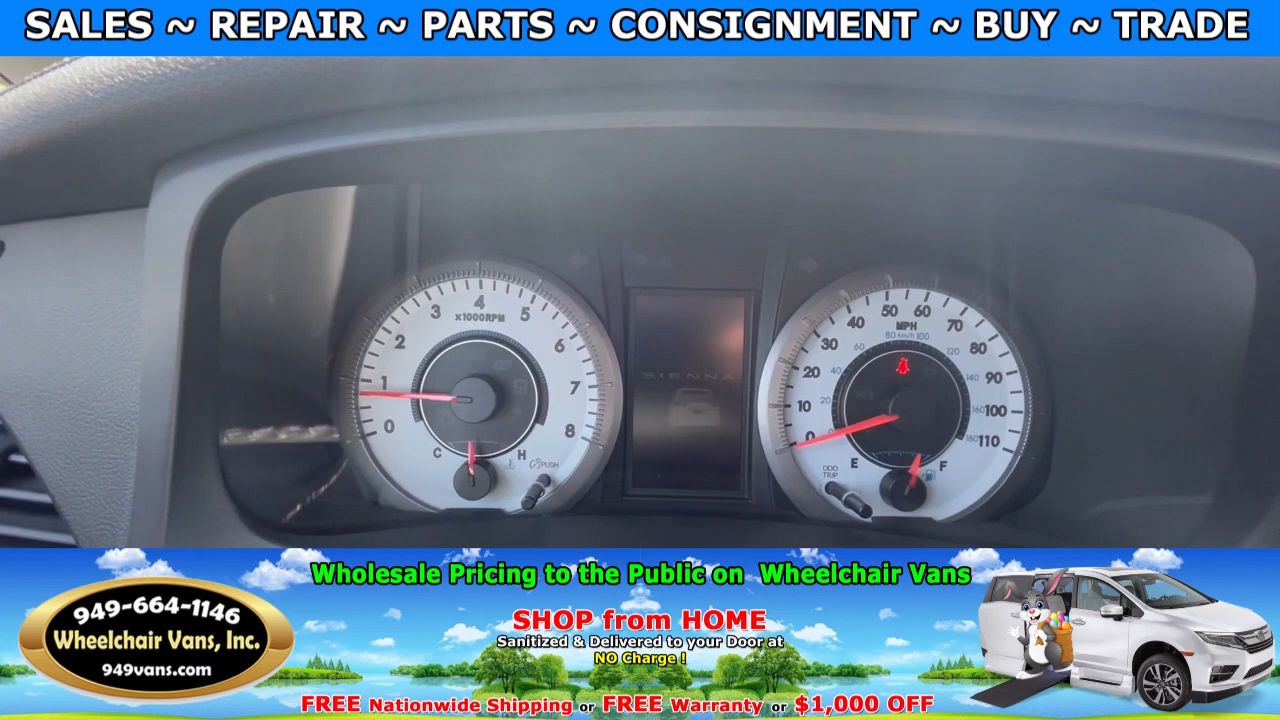 SALES ~ REPAIR ~ PARTS ~ CONSIGNMENT ~ BUY ~ TRADE
0 1 2 3 4 5 6 7 8
x1000RPM
C H
PUSH
SIENNA
0 10 20 30 40 50 60 70 80 90 100 110
MPH
20 40 60 80 km/h 100 120 140 160 180
ODO
TRIP
E F
Wholesale Pricing to the Public on Wheelchair Vans
949-664-1146
Wheelchair Vans, Inc.
949vans.com
SHOP from HOME
Sanitized & Delivered to your Door at
NO Charge !
FREE Nationwide Shipping or FREE Warranty or $1,000 OFF